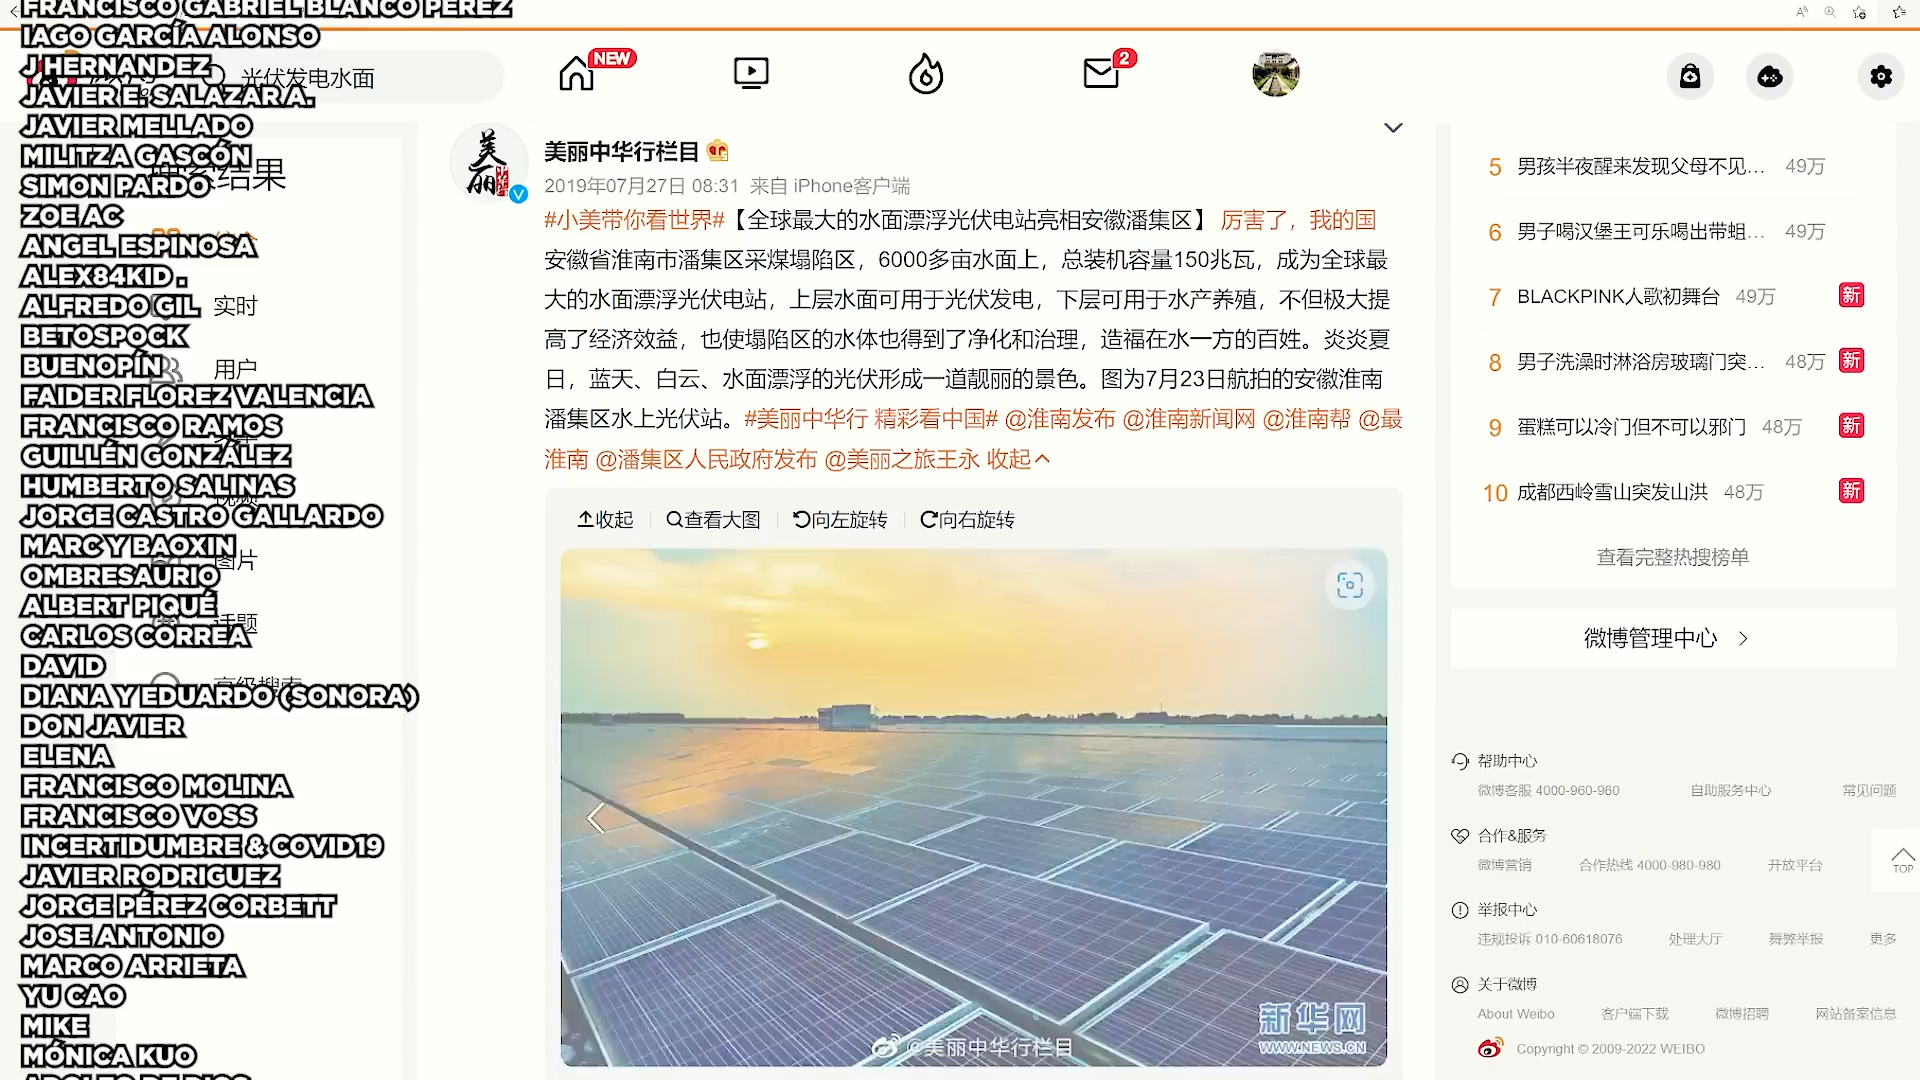 FRANCISCO GABRIEL BLANCO PEREZ
IAGO GARCÍA ALONSO
J HERNANDEZ
JAVIER E. SALAZAR A.
JAVIER MELLADO
MILITZA GASCÓN
SIMON PARDO
ZOE AC
ANGEL ESPINOSA
ALEX84KID .
ALFREDO GIL
BETOSPOCK
BUENOPÍN
FAIDER FLOREZ VALENCIA
FRANCISCO RAMOS
GUILLÉN GONZÁLEZ
HUMBERTO SALINAS
JORGE CASTRO GALLARDO
MARC Y BAOXIN
OMBRESAURIO
ALBERT PIQUÉ
CARLOS CORREA
DAVID
DIANA Y EDUARDO (SONORA)
DON JAVIER
ELENA
FRANCISCO MOLINA
FRANCISCO VOSS
INCERTIDUMBRE & COVID19
JAVIER RODRIGUEZ
JORGE PÉREZ CORBETT
JOSE ANTONIO
MARCO ARRIETA
YU CAO
MIKE
MÓNICA KUO
光伏发电水面
NEW
2
结果
实时
用户
图片
话题
高级搜索
美丽中华行栏目
2019年07月27日 08:31 来自 iPhone客户端
#小美带你看世界#【全球最大的水面漂浮光伏电站亮相安徽潘集区】 厉害了，我的国
安徽省淮南市潘集区采煤塌陷区，6000多亩水面上，总装机容量150兆瓦，成为全球最
大的水面漂浮光伏电站，上层水面可用于光伏发电，下层可用于水产养殖，不但极大提
高了经济效益，也使塌陷区的水体也得到了净化和治理，造福在水一方的百姓。炎炎夏
日，蓝天、白云、水面漂浮的光伏形成一道靓丽的景色。图为7月23日航拍的安徽淮南
潘集区水上光伏站。#美丽中华行 精彩看中国# @淮南发布 @淮南新闻网 @淮南帮 @最
淮南 @潘集区人民政府发布 @美丽之旅王永 收起
收起
查看大图
向左旋转
向右旋转
新华网
WWW.NEWS.CN
@美丽中华行栏目
5 男孩半夜醒来发现父母不见... 49万
6 男子喝汉堡王可乐喝出带蛆... 49万
7 BLACKPINK人歌初舞台 49万 新
8 男子洗澡时淋浴房玻璃门突... 48万 新
9 蛋糕可以冷门但不可以邪门 48万 新
10 成都西岭雪山突发山洪 48万 新
查看完整热搜榜单
微博管理中心
帮助中心
微博客服 4000-960-960 自助服务中心 常见问题
合作&服务
微博营销 合作热线 4000-980-980 开放平台
TOP
举报中心
违规投诉 010-60618076 处理大厅 舞弊举报 更多
关于微博
About Weibo 客户端下载 微博招聘 网站备案信息
Copyright © 2009-2022 WEIBO